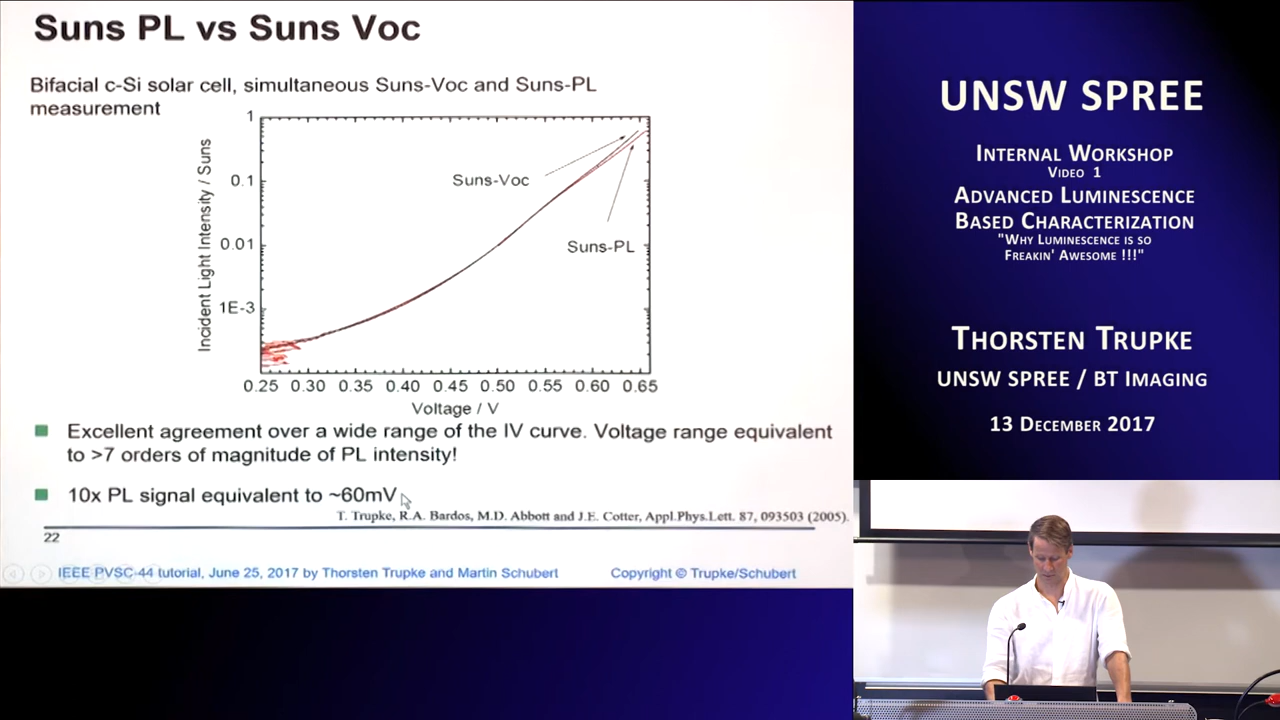 Suns PL vs Suns Voc
Bifacial c-Si solar cell, simultaneous Suns-Voc and Suns-PL
measurement
Incident Light Intensity / Suns
1
0.1
0.01
1E-3
Suns-Voc
Suns-PL
0.25 0.30 0.35 0.40 0.45 0.50 0.55 0.60 0.65
Voltage / V
Excellent agreement over a wide range of the IV curve. Voltage range equivalent
to >7 orders of magnitude of PL intensity!
10x PL signal equivalent to ~60mV
T. Trupke, R.A. Bardos, M.D. Abbott and J.E. Cotter, Appl.Phys.Lett. 87, 093503 (2005).
22
IEEE PVSC-44 tutorial, June 25, 2017 by Thorsten Trupke and Martin Schubert
Copyright © Trupke/Schubert
UNSW SPREE
Internal Workshop
Video 1
Advanced Luminescence
Based Characterization
"Why Luminescence is so
Freakin' Awesome !!!"
Thorsten Trupke
UNSW SPREE / BT Imaging
13 December 2017